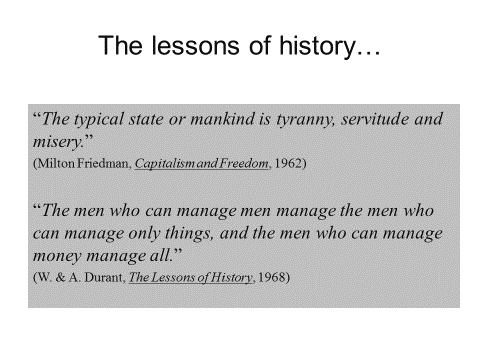 The lessons of history…
“The typical state or mankind is tyranny, servitude and
misery.”
(Milton Friedman, Capitalism and Freedom, 1962)
“The men who can manage men manage the men who
can manage only things, and the men who can manage
money manage all.”
(W. & A. Durant, The Lessons of History, 1968)